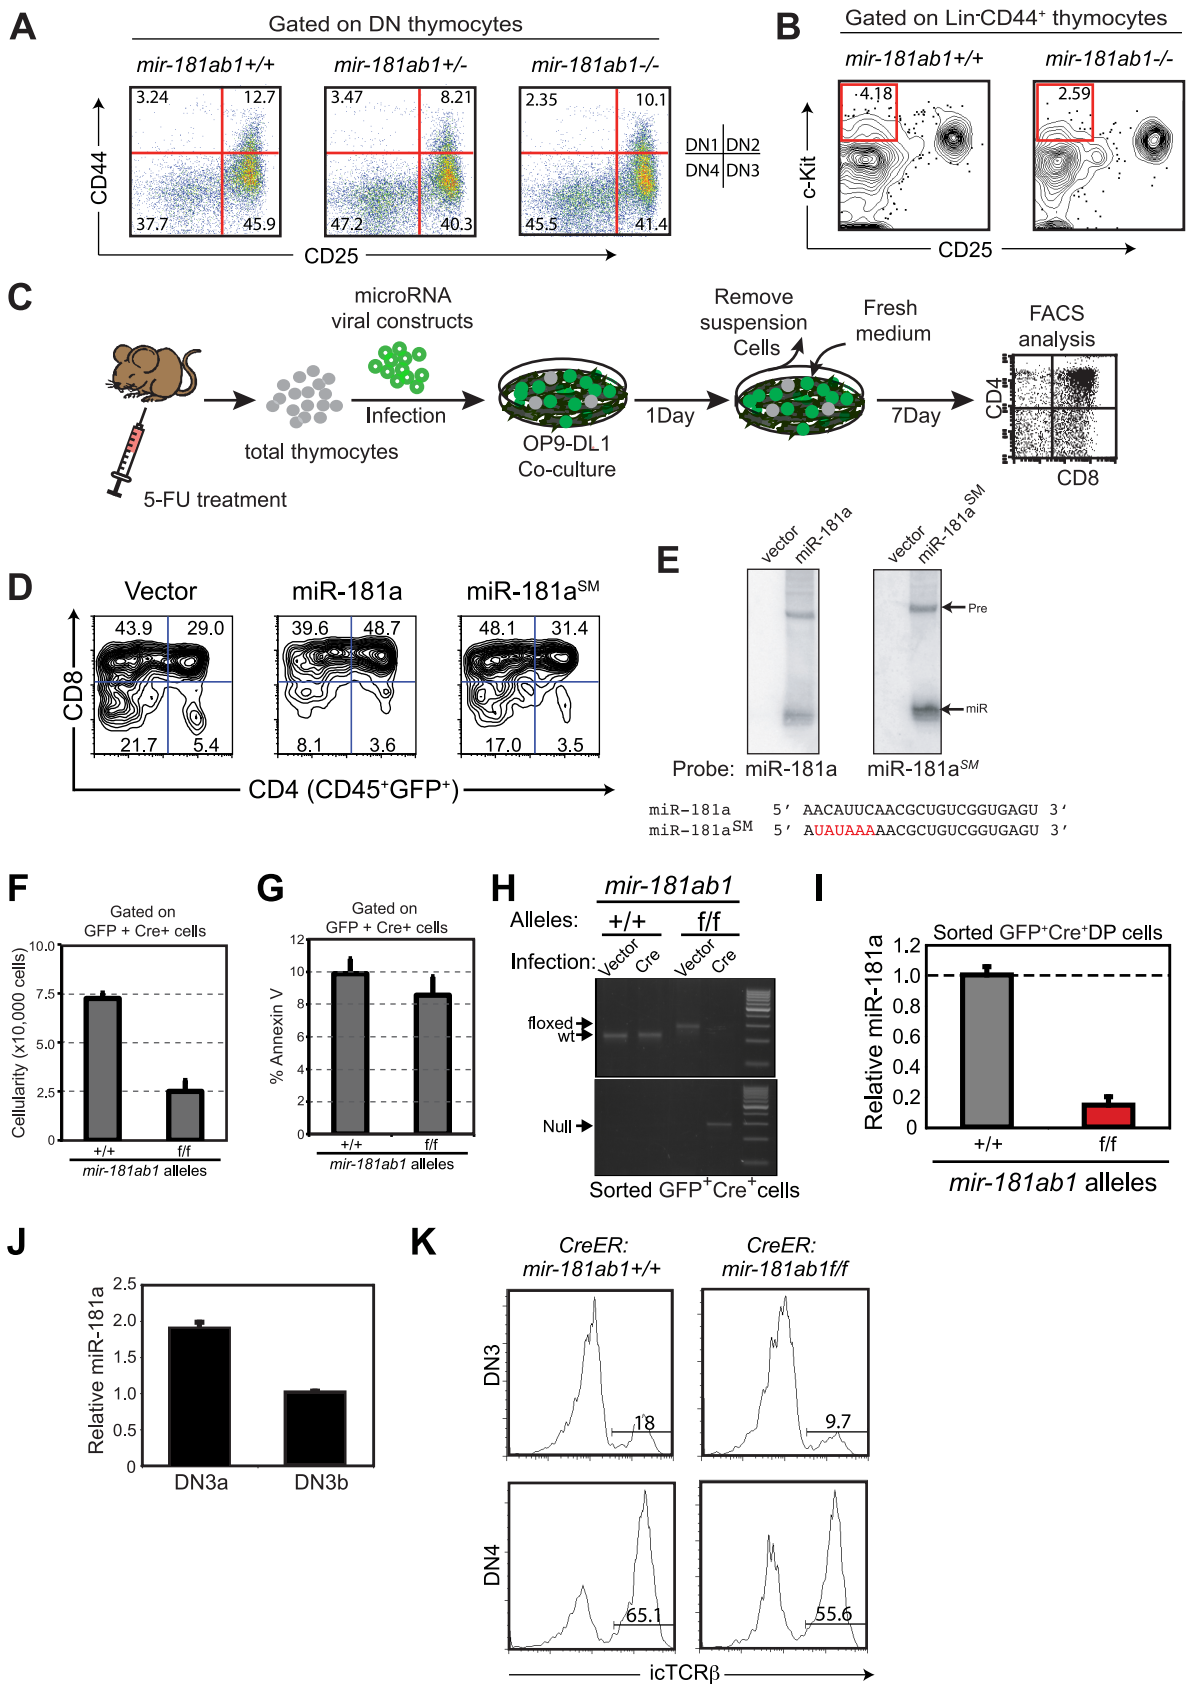 A
Gated on DN thymocytes
mir-181ab1+/+
mir-181ab1+/-
mir-181ab1-/-
3.24 12.7
37.7 45.9
3.47 8.21
47.2 40.3
2.35 10.1
45.5 41.4
DN1 DN2
DN4 DN3
CD44
CD25
B
Gated on Lin-CD44+ thymocytes
mir-181ab1+/+
mir-181ab1-/-
4.18
2.59
c-Kit
CD25
C
5-FU treatment
total thymocytes
microRNA
viral constructs
Infection
OP9-DL1
Co-culture
1Day
Remove
suspension
Cells
Fresh
medium
7Day
FACS
analysis
CD4
CD8
D
Vector
miR-181a
miR-181aSM
43.9 29.0
21.7 5.4
39.6 48.7
8.1 3.6
48.1 31.4
17.0 3.5
CD8
CD4 (CD45+GFP+)
E
vector
miR-181a
vector
miR-181aSM
Pre
miR
Probe: miR-181a
miR-181aSM
miR-181a 5' AACAUUCAACGCUGUCGGUGAGU 3'
miR-181aSM 5' AUAUAAAAACGCUGUCGGUGAGU 3'
F
Gated on
GFP + Cre+ cells
Cellularity (x10,000 cells)
10.0
7.5
5.0
2.5
0
+/+
f/f
mir-181ab1 alleles
G
Gated on
GFP + Cre+ cells
% Annexin V
12
10
8
6
4
2
0
+/+
f/f
mir-181ab1 alleles
H
mir-181ab1
Alleles: +/+ f/f
Infection: Vector Cre Vector Cre
floxed
wt
Null
Sorted GFP+Cre+cells
I
Sorted GFP+Cre+DP cells
Relative miR-181a
1.2
1.0
0.8
0.6
0.4
0.2
0
+/+
f/f
mir-181ab1 alleles
J
Relative miR-181a
2.5
2.0
1.5
1.0
0.5
0
DN3a
DN3b
K
CreER:
mir-181ab1+/+
CreER:
mir-181ab1f/f
DN3
18
9.7
DN4
65.1
55.6
icTCRβ